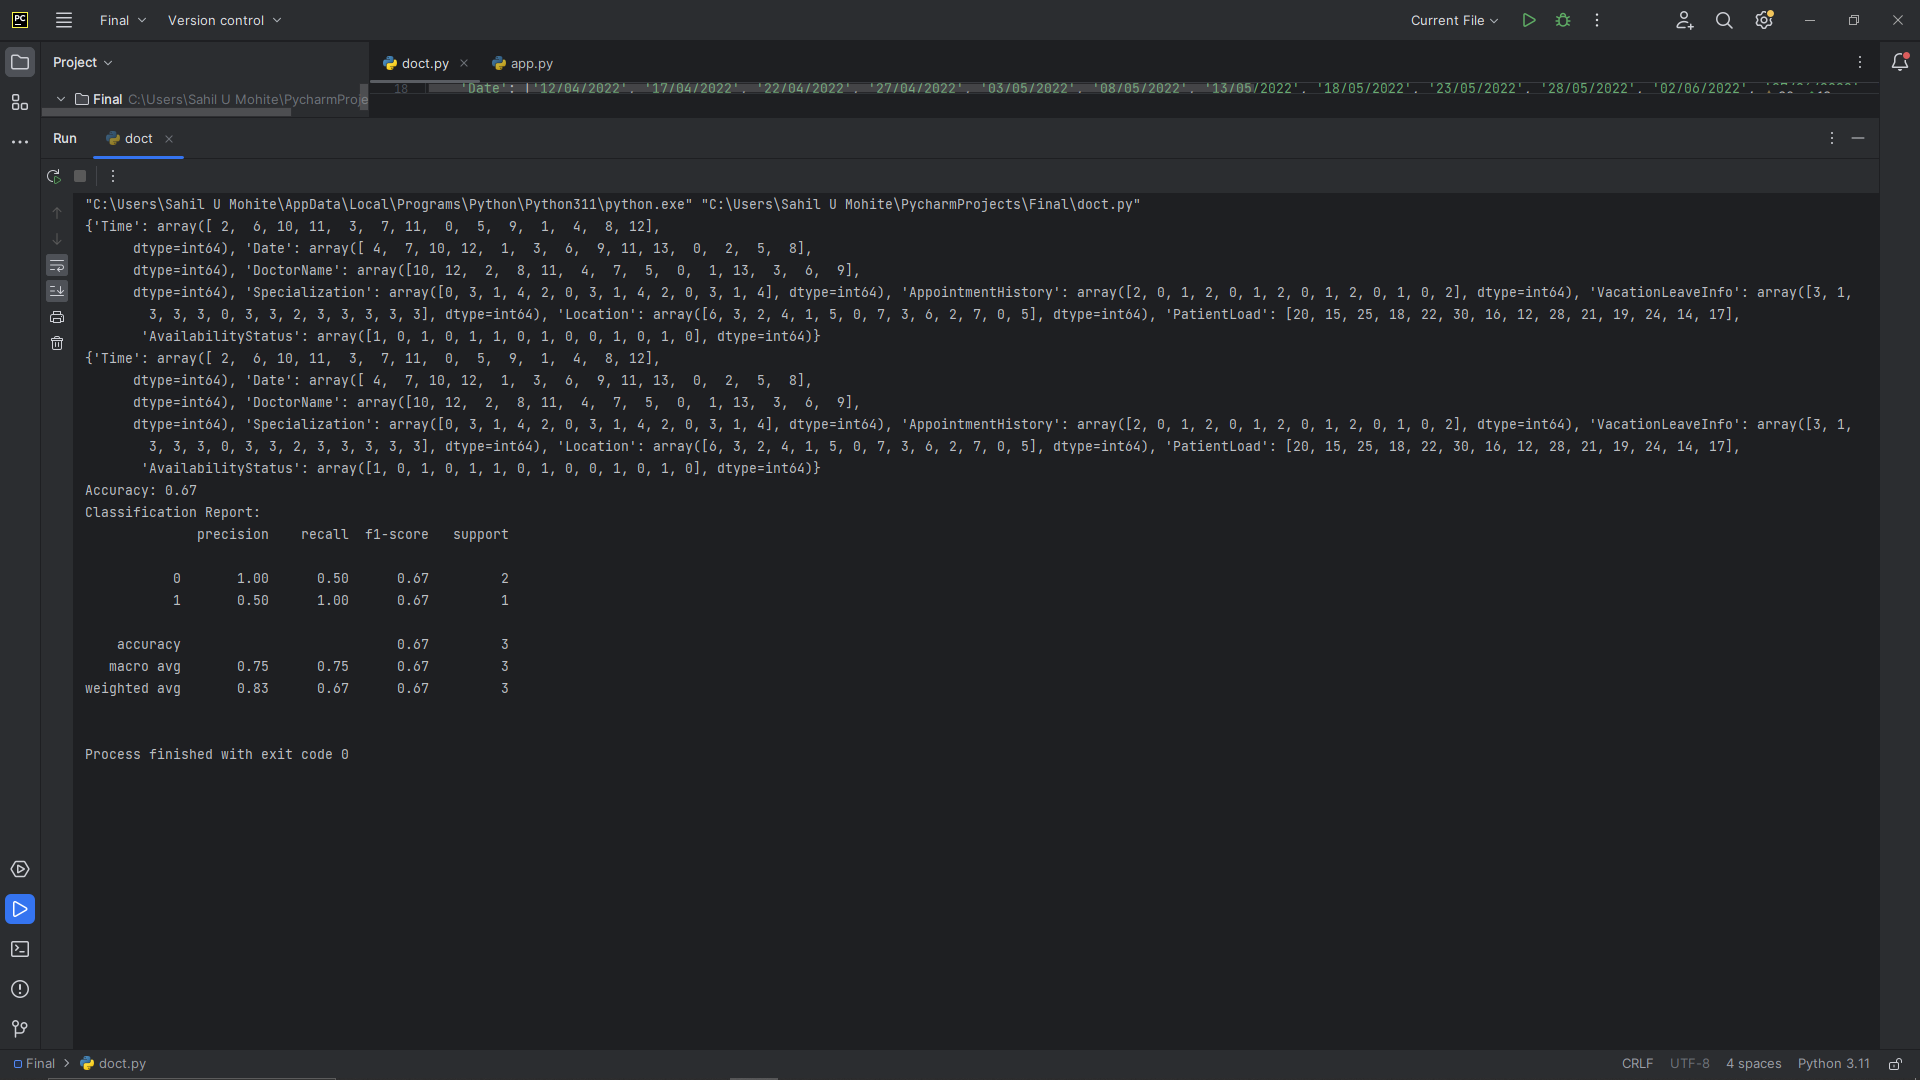 PC Final Version control Current File
Project doct.py app.py
Final C:\Users\Sahil U Mohite\PycharmProje
18 'Date': ['12/04/2022', '17/04/2022', '22/04/2022', '27/04/2022', '03/05/2022', '08/05/2022', '13/05/2022', '18/05/2022', '23/05/2022', '28/05/2022', '02/06/2022',
Run doct
"C:\Users\Sahil U Mohite\AppData\Local\Programs\Python\Python311\python.exe" "C:\Users\Sahil U Mohite\PycharmProjects\Final\doct.py"
{'Time': array([ 2,  6, 10, 11,  3,  7, 11,  0,  5,  9,  1,  4,  8, 12],
dtype=int64), 'Date': array([ 4,  7, 10, 12,  1,  3,  6,  9, 11, 13,  0,  2,  5,  8],
dtype=int64), 'DoctorName': array([10, 12,  2,  8, 11,  4,  7,  5,  0,  1, 13,  3,  6,  9],
dtype=int64), 'Specialization': array([0, 3, 1, 4, 2, 0, 3, 1, 4, 2, 0, 3, 1, 4], dtype=int64), 'AppointmentHistory': array([2, 0, 1, 2, 0, 1, 2, 0, 1, 2, 0, 1, 0, 2], dtype=int64), 'VacationLeaveInfo': array([3, 1,
3, 3, 3, 0, 3, 3, 2, 3, 3, 3, 3, 3], dtype=int64), 'Location': array([6, 3, 2, 4, 1, 5, 0, 7, 3, 6, 2, 7, 0, 5], dtype=int64), 'PatientLoad': [20, 15, 25, 18, 22, 30, 16, 12, 28, 21, 19, 24, 14, 17],
'AvailabilityStatus': array([1, 0, 1, 0, 1, 1, 0, 1, 0, 0, 1, 0, 1, 0], dtype=int64)}
{'Time': array([ 2,  6, 10, 11,  3,  7, 11,  0,  5,  9,  1,  4,  8, 12],
dtype=int64), 'Date': array([ 4,  7, 10, 12,  1,  3,  6,  9, 11, 13,  0,  2,  5,  8],
dtype=int64), 'DoctorName': array([10, 12,  2,  8, 11,  4,  7,  5,  0,  1, 13,  3,  6,  9],
dtype=int64), 'Specialization': array([0, 3, 1, 4, 2, 0, 3, 1, 4, 2, 0, 3, 1, 4], dtype=int64), 'AppointmentHistory': array([2, 0, 1, 2, 0, 1, 2, 0, 1, 2, 0, 1, 0, 2], dtype=int64), 'VacationLeaveInfo': array([3, 1,
3, 3, 3, 0, 3, 3, 2, 3, 3, 3, 3, 3], dtype=int64), 'Location': array([6, 3, 2, 4, 1, 5, 0, 7, 3, 6, 2, 7, 0, 5], dtype=int64), 'PatientLoad': [20, 15, 25, 18, 22, 30, 16, 12, 28, 21, 19, 24, 14, 17],
'AvailabilityStatus': array([1, 0, 1, 0, 1, 1, 0, 1, 0, 0, 1, 0, 1, 0], dtype=int64)}
Accuracy: 0.67
Classification Report:
precision recall f1-score support
0 1.00 0.50 0.67 2
1 0.50 1.00 0.67 1
accuracy 0.67 3
macro avg 0.75 0.75 0.67 3
weighted avg 0.83 0.67 0.67 3
Process finished with exit code 0
Final > doct.py CRLF UTF-8 4 spaces Python 3.11